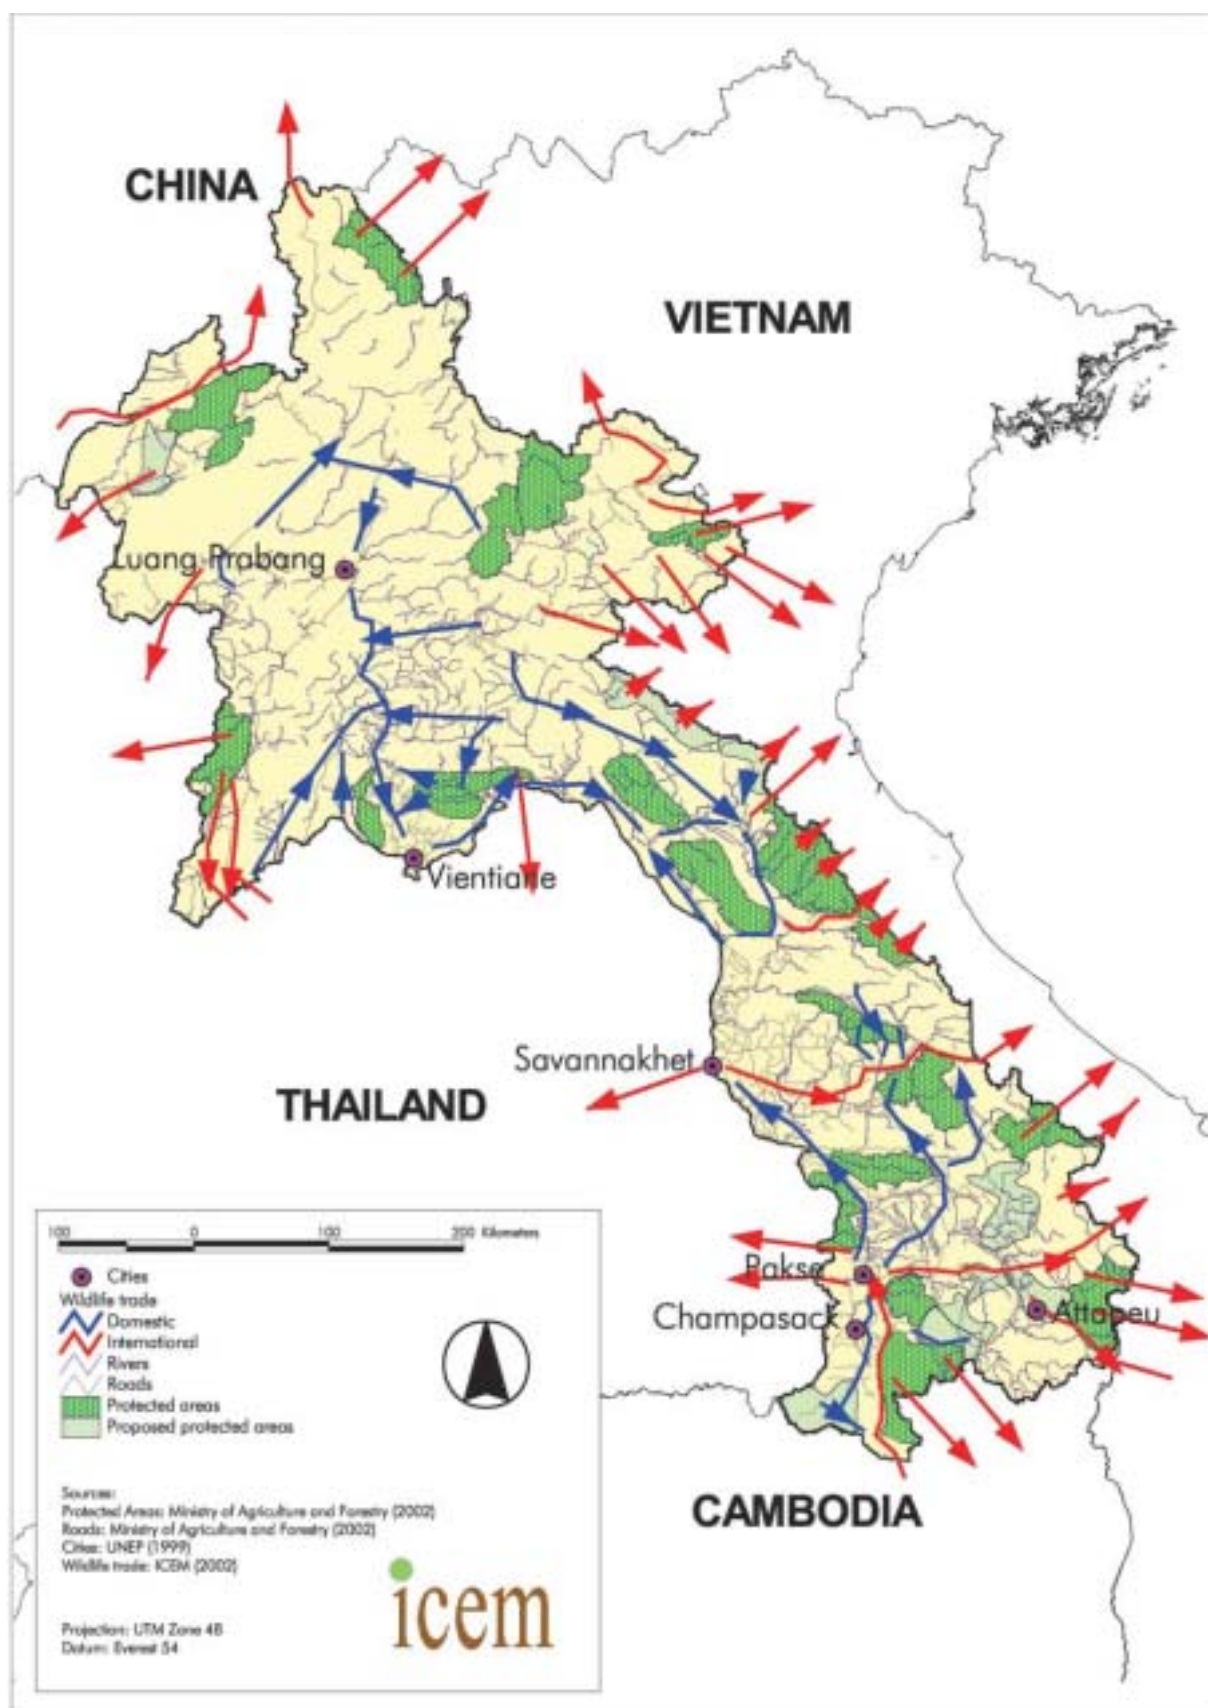 CHINA
VIETNAM
Luang Prabang
Vientiane
Savannakhet
THAILAND
Pakse
Champasack
Attapeu
CAMBODIA
100 0 100 200 Kilometers
Cities
Wildlife trade
Domestic
International
Rivers
Roads
Protected areas
Proposed protected areas
Sources:
Protected Areas: Ministry of Agriculture and Forestry (2002)
Roads: Ministry of Agriculture and Forestry (2002)
Cities: UNEP (1999)
Wildlife trade: ICEM (2002)
icem
Projection: UTM Zone 48
Datum: Everest 54